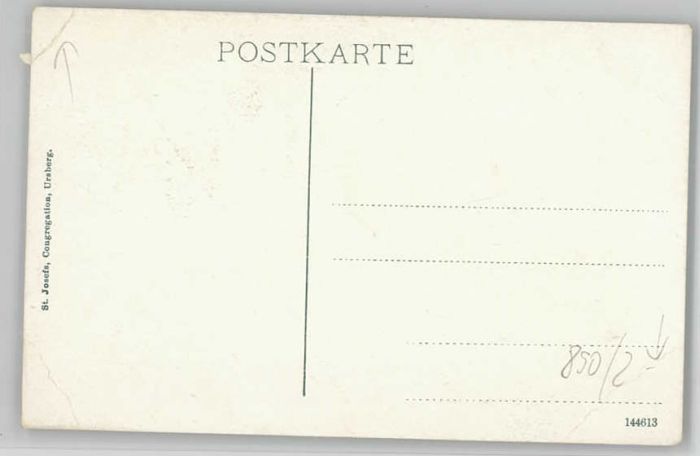 POSTKARTE
St. Josefs, Congregation, Ursberg.
850/2
144613